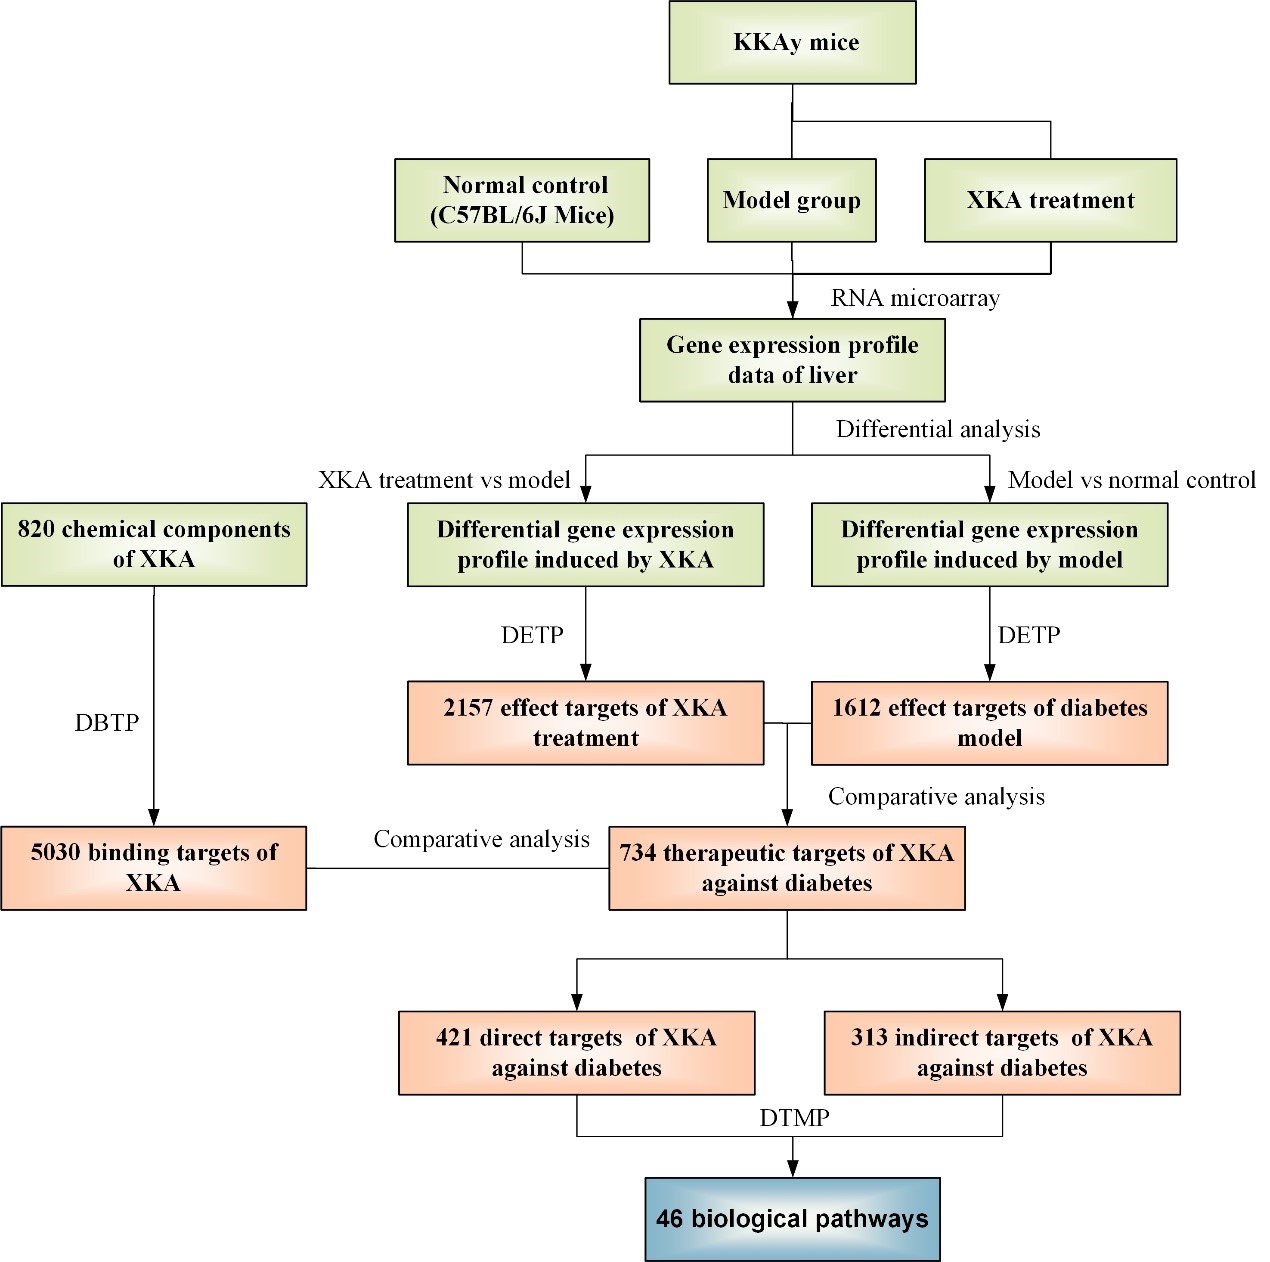 KKAy mice
Normal control
(C57BL/6J Mice)
Model group
XKA treatment
RNA microarray
Gene expression profile
data of liver
Differential analysis
XKA treatment vs model
Model vs normal control
820 chemical components
of XKA
Differential gene expression
profile induced by XKA
Differential gene expression
profile induced by model
DETP
DETP
DBTP
2157 effect targets of XKA
treatment
1612 effect targets of diabetes
model
Comparative analysis
Comparative analysis
5030 binding targets of
XKA
734 therapeutic targets of XKA
against diabetes
421 direct targets of XKA
against diabetes
313 indirect targets of XKA
against diabetes
DTMP
46 biological pathways